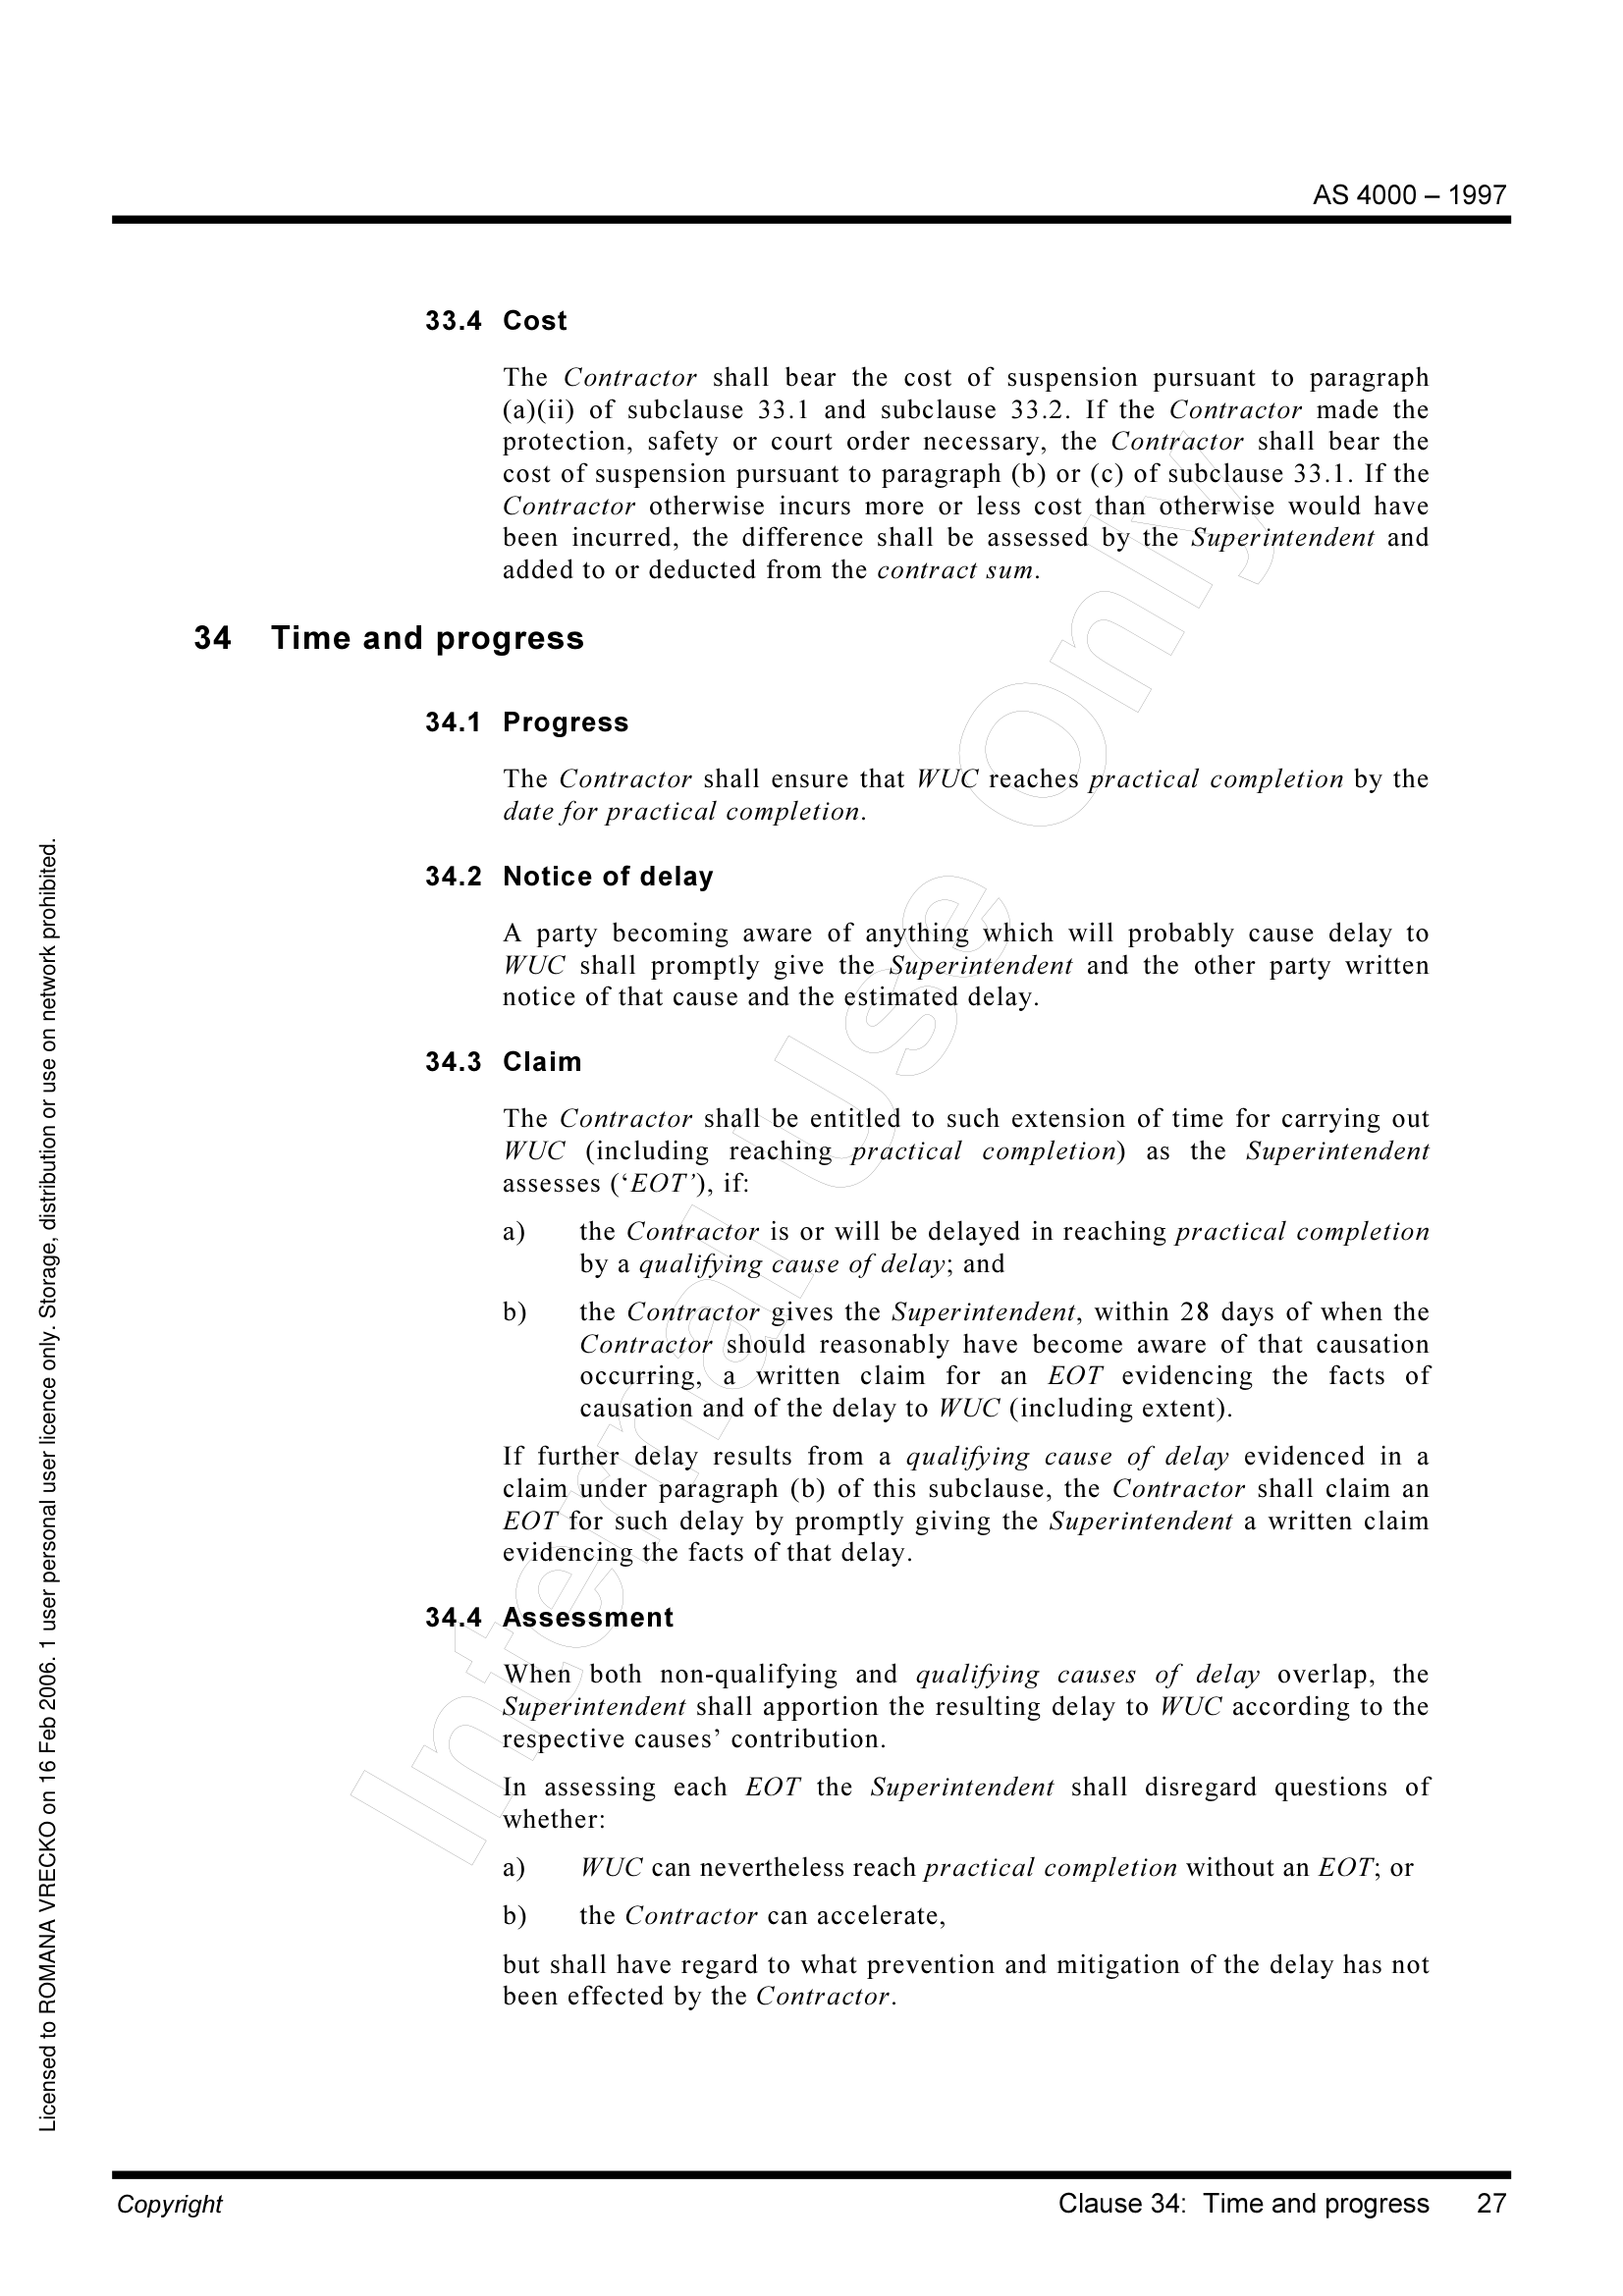 AS 4000 – 1997
33.4 Cost
The Contractor shall bear the cost of suspension pursuant to paragraph
(a)(ii) of subclause 33.1 and subclause 33.2. If the Contractor made the
protection, safety or court order necessary, the Contractor shall bear the
cost of suspension pursuant to paragraph (b) or (c) of subclause 33.1. If the
Contractor otherwise incurs more or less cost than otherwise would have
been incurred, the difference shall be assessed by the Superintendent and
added to or deducted from the contract sum.
34 Time and progress
34.1 Progress
The Contractor shall ensure that WUC reaches practical completion by the
date for practical completion.
34.2 Notice of delay
A party becoming aware of anything which will probably cause delay to
WUC shall promptly give the Superintendent and the other party written
notice of that cause and the estimated delay.
34.3 Claim
The Contractor shall be entitled to such extension of time for carrying out
WUC (including reaching practical completion) as the Superintendent
assesses (‘EOT’), if:
a) the Contractor is or will be delayed in reaching practical completion
by a qualifying cause of delay; and
b) the Contractor gives the Superintendent, within 28 days of when the
Contractor should reasonably have become aware of that causation
occurring, a written claim for an EOT evidencing the facts of
causation and of the delay to WUC (including extent).
If further delay results from a qualifying cause of delay evidenced in a
claim under paragraph (b) of this subclause, the Contractor shall claim an
EOT for such delay by promptly giving the Superintendent a written claim
evidencing the facts of that delay.
34.4 Assessment
When both non-qualifying and qualifying causes of delay overlap, the
Superintendent shall apportion the resulting delay to WUC according to the
respective causes’ contribution.
In assessing each EOT the Superintendent shall disregard questions of
whether:
a) WUC can nevertheless reach practical completion without an EOT; or
b) the Contractor can accelerate,
but shall have regard to what prevention and mitigation of the delay has not
been effected by the Contractor.
Internal Use Only
Licensed to ROMANA VRECKO on 16 Feb 2006. 1 user personal user licence only. Storage, distribution or use on network prohibited.
Copyright Clause 34: Time and progress 27